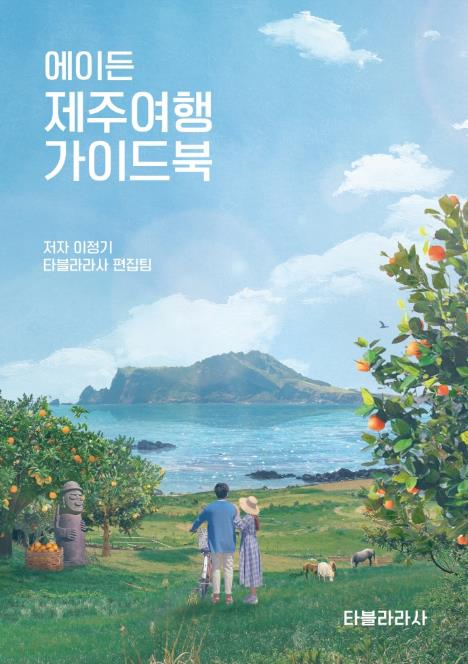 에이든
제주여행
가이드북
저자 이정기
타블라라사 편집팀
타블라라사